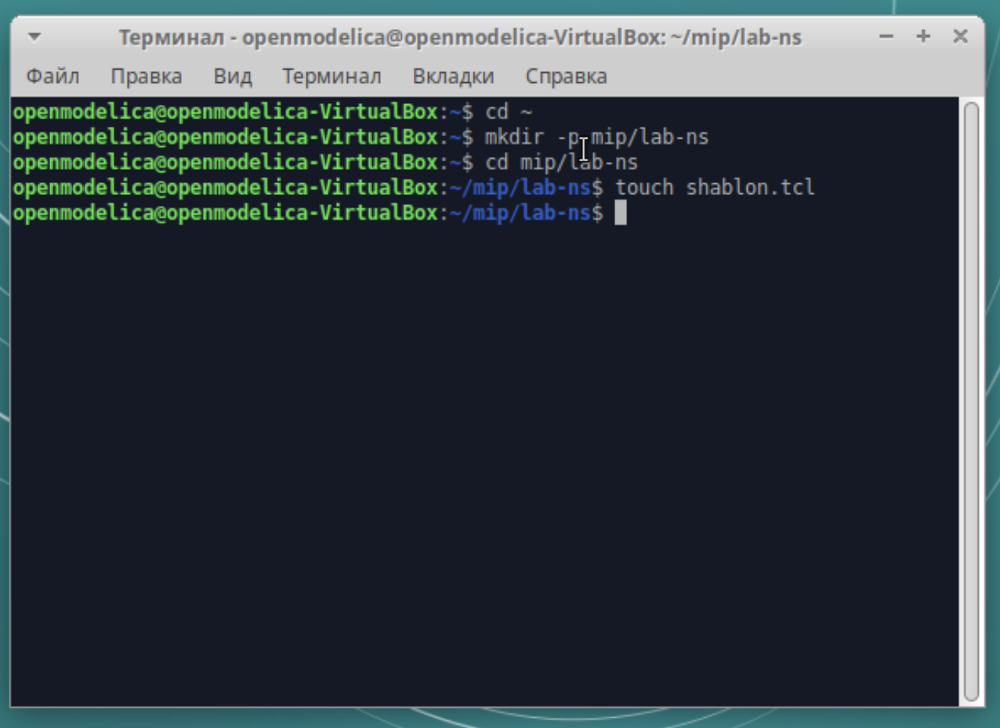 Терминал - openmodelica@openmodelica-VirtualBox: ~/mip/lab-ns
Файл Правка Вид Терминал Вкладки Справка
openmodelica@openmodelica-VirtualBox:~$ cd ~
openmodelica@openmodelica-VirtualBox:~$ mkdir -p mip/lab-ns
openmodelica@openmodelica-VirtualBox:~$ cd mip/lab-ns
openmodelica@openmodelica-VirtualBox:~/mip/lab-ns$ touch shablon.tcl
openmodelica@openmodelica-VirtualBox:~/mip/lab-ns$